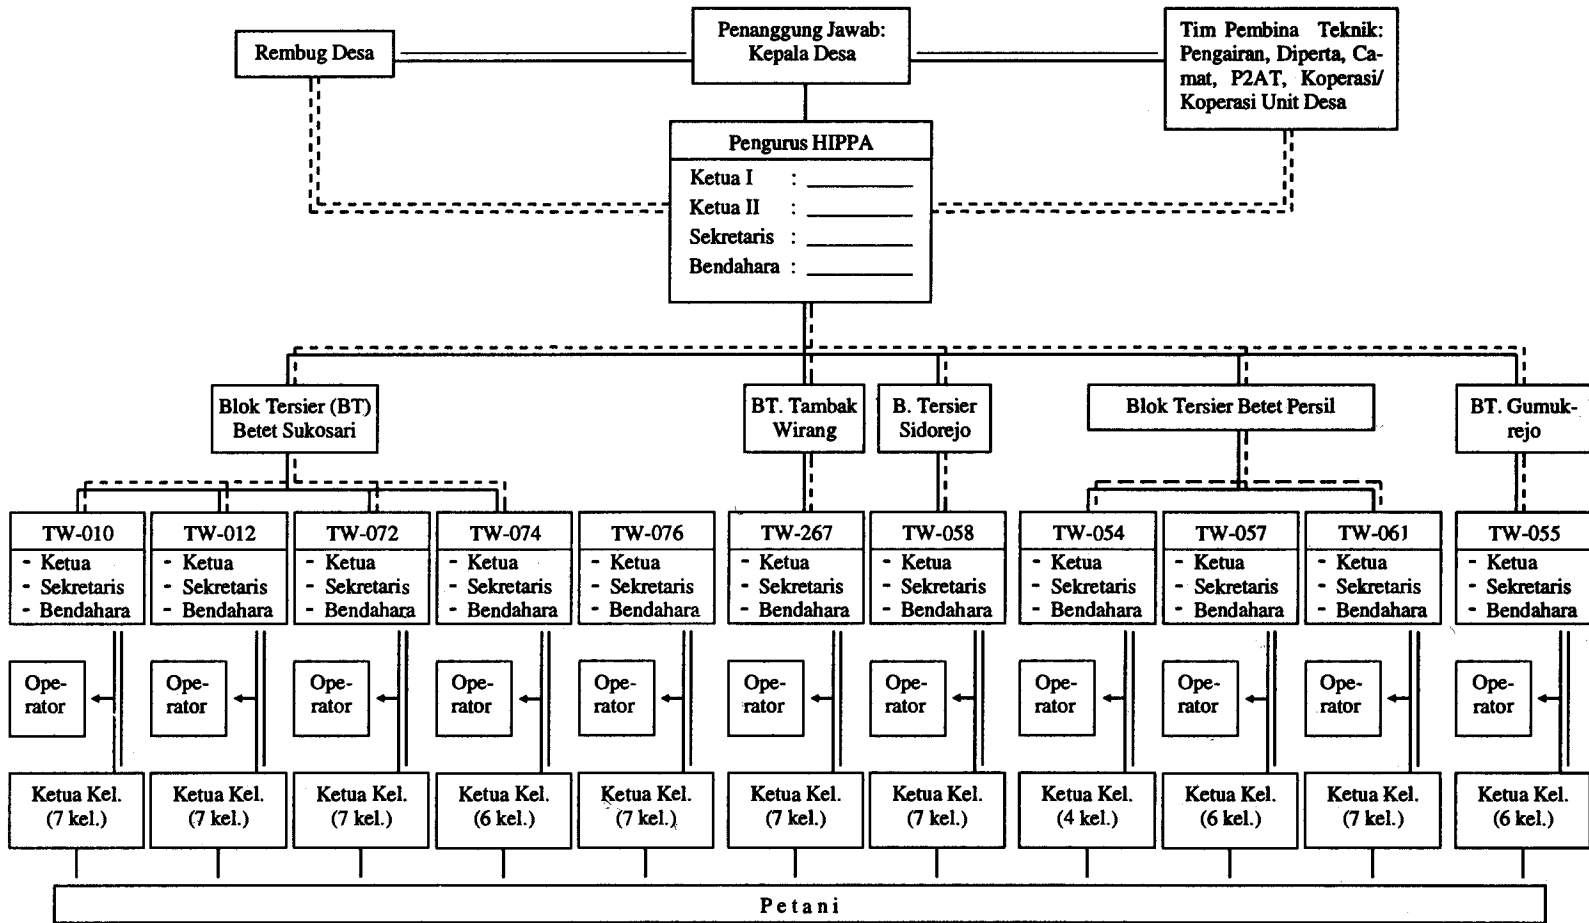 Rembug Desa
Penanggung Jawab:
Kepala Desa
Tim Pembina Teknik:
Pengairan, Diperta, Ca-
mat, P2AT, Koperasi/
Koperasi Unit Desa
Pengurus HIPPA
Ketua I : ___________
Ketua II : ___________
Sekretaris : ___________
Bendahara : ___________
Blok Tersier (BT)
Betet Sukosari
BT. Tambak
Wirang
B. Tersier
Sidorejo
Blok Tersier Betet Persil
BT. Gumuk-
rejo
TW-010
- Ketua
- Sekretaris
- Bendahara
TW-012
- Ketua
- Sekretaris
- Bendahara
TW-072
- Ketua
- Sekretaris
- Bendahara
TW-074
- Ketua
- Sekretaris
- Bendahara
TW-076
- Ketua
- Sekretaris
- Bendahara
TW-267
- Ketua
- Sekretaris
- Bendahara
TW-058
- Ketua
- Sekretaris
- Bendahara
TW-054
- Ketua
- Sekretaris
- Bendahara
TW-057
- Ketua
- Sekretaris
- Bendahara
TW-061
- Ketua
- Sekretaris
- Bendahara
TW-055
- Ketua
- Sekretaris
- Bendahara
Ope-
rator
Ope-
rator
Ope-
rator
Ope-
rator
Ope-
rator
Ope-
rator
Ope-
rator
Ope-
rator
Ope-
rator
Ope-
rator
Ope-
rator
Ketua Kel.
(7 kel.)
Ketua Kel.
(7 kel.)
Ketua Kel.
(7 kel.)
Ketua Kel.
(6 kel.)
Ketua Kel.
(7 kel.)
Ketua Kel.
(7 kel.)
Ketua Kel.
(7 kel.)
Ketua Kel.
(4 kel.)
Ketua Kel.
(6 kel.)
Ketua Kel.
(7 kel.)
Ketua Kel.
(6 kel.)
Petani